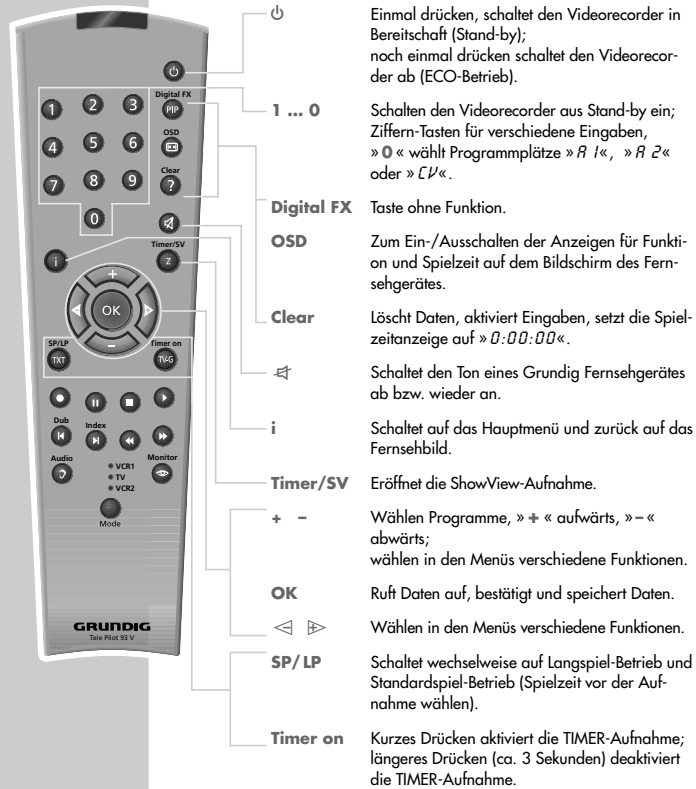 ⏻ Einmal drücken, schaltet den Videorecorder in
Bereitschaft (Stand-by);
noch einmal drücken schaltet den Videorecor-
der ab (ECO-Betrieb).
1 ... 0 Schalten den Videorecorder aus Stand-by ein;
Ziffern-Tasten für verschiedene Eingaben,
»0« wählt Programmplätze »A 1«, »A 2«
oder »CV«.
Digital FX Taste ohne Funktion.
OSD Zum Ein-/Ausschalten der Anzeigen für Funkti-
on und Spielzeit auf dem Bildschirm des Fern-
sehgerätes.
Clear Löscht Daten, aktiviert Eingaben, setzt die Spiel-
zeitanzeige auf »0:00:00«.
Schaltet den Ton eines Grundig Fernsehgerätes
ab bzw. wieder an.
i Schaltet auf das Hauptmenü und zurück auf das
Fernsehbild.
Timer/SV Eröffnet die ShowView-Aufnahme.
+ − Wählen Programme, »+« aufwärts, »−«
abwärts;
wählen in den Menüs verschiedene Funktionen.
OK Ruft Daten auf, bestätigt und speichert Daten.
Wählen in den Menüs verschiedene Funktionen.
SP/LP Schaltet wechselweise auf Langspiel-Betrieb und
Standardspiel-Betrieb (Spielzeit vor der Auf-
nahme wählen).
Timer on Kurzes Drücken aktiviert die TIMER-Aufnahme;
längeres Drücken (ca. 3 Sekunden) deaktiviert
die TIMER-Aufnahme.
Digital FX
1 2 3 PIP
OSD
4 5 6
Clear
7 8 9 ?
0
Timer/SV
i Z
+
OK
−
SP/LP Timer on
TXT TV-G
Dub Index
Audio Monitor
VCR1
TV
VCR2
Mode
GRUNDIG
Tele Pilot 93 V